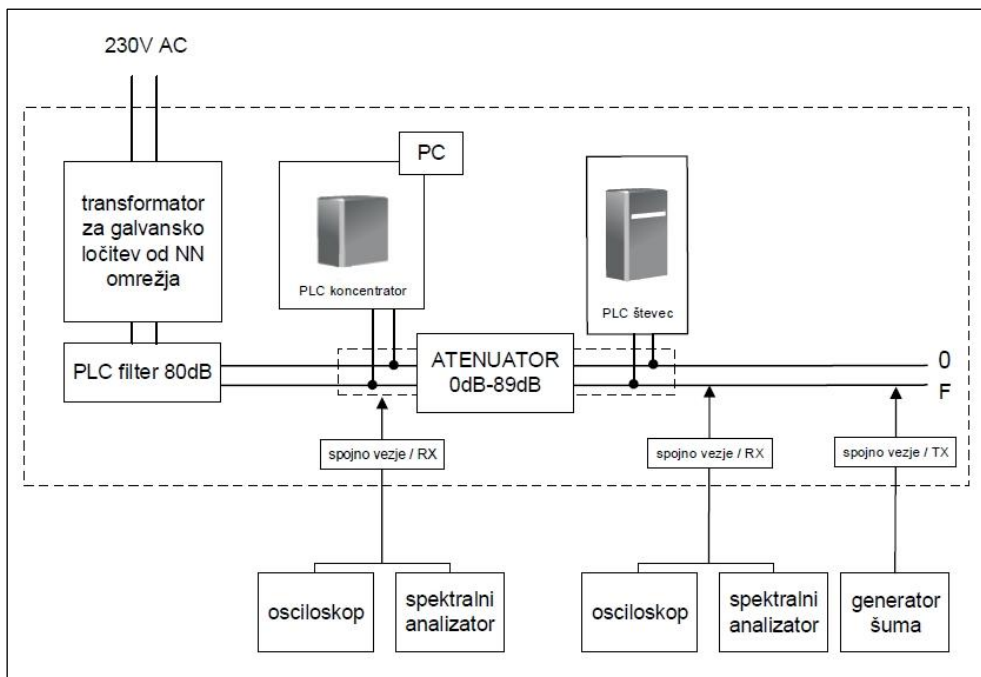 230V AC
transformator
za galvansko
ločitev od NN
omrežja
PLC filter 80dB
PC
PLC koncentrator
ATENUATOR
0dB-89dB
PLC števec
0
F
spojno vezje / RX
spojno vezje / RX
spojno vezje / TX
osciloskop
spektralni
analizator
osciloskop
spektralni
analizator
generator
šuma